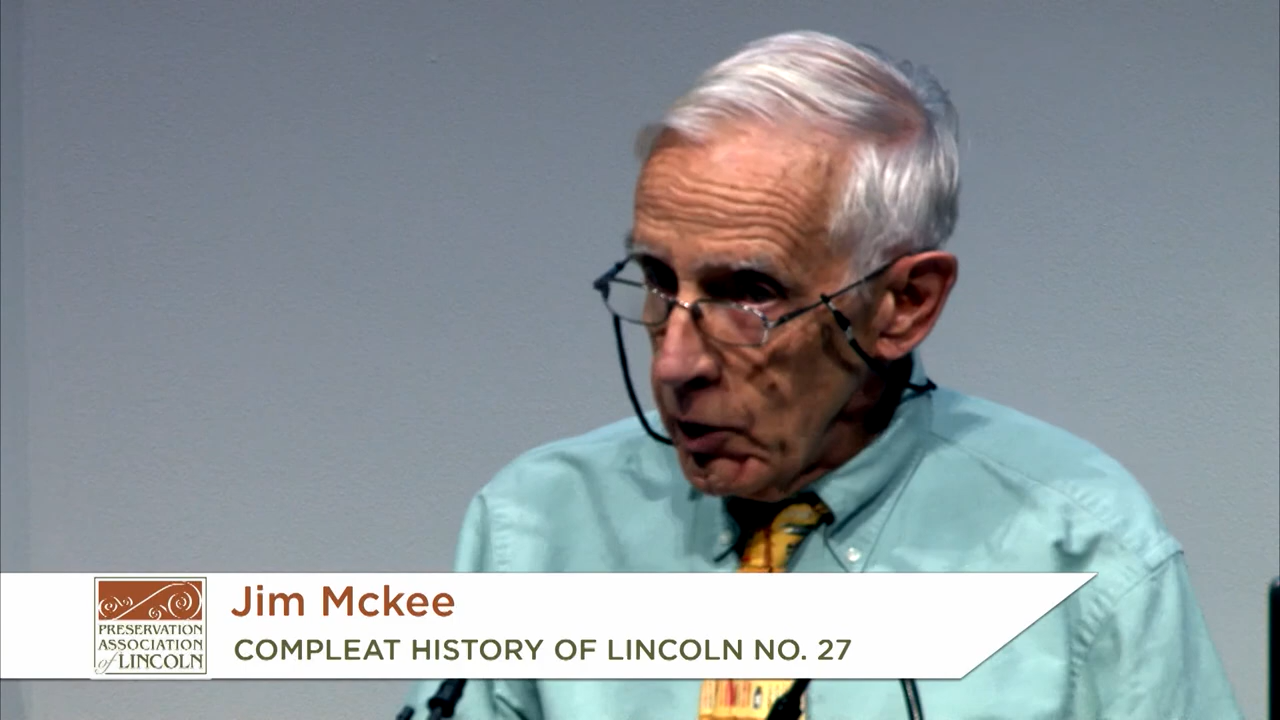 PRESERVATION
ASSOCIATION
of LINCOLN
Jim Mckee
COMPLEAT HISTORY OF LINCOLN NO. 27